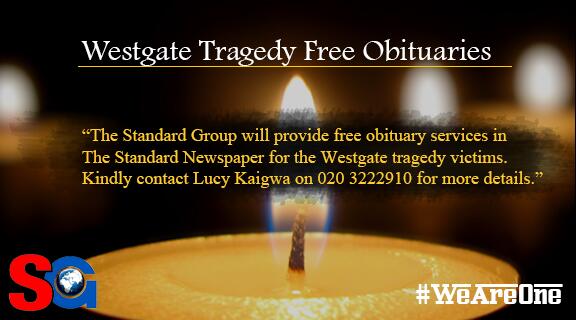 Westgate Tragedy Free Obituaries
“The Standard Group will provide free obituary services in
The Standard Newspaper for the Westgate tragedy victims.
Kindly contact Lucy Kaigwa on 020 3222910 for more details.”
SG
#WeAreOne